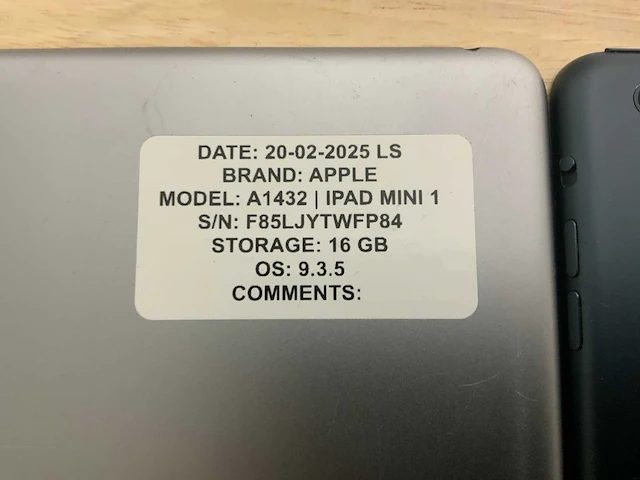 DATE: 20-02-2025 LS
BRAND: APPLE
MODEL: A1432 | IPAD MINI 1
S/N: F85LJYTWFP84
STORAGE: 16 GB
OS: 9.3.5
COMMENTS: